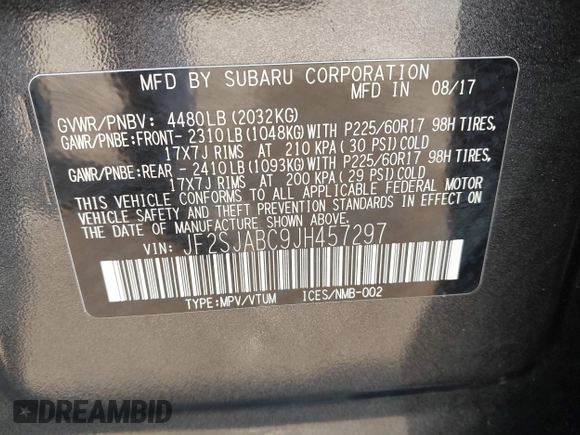 MFD BY SUBARU CORPORATION
MFD IN 08/17
GVWR/PNBV: 4480LB (2032KG)
GAWR/PNBE:FRONT- 2310LB (1048KG) WITH P225/60R17 98H TIRES,
17X7J RIMS AT 210 KPA ( 30 PSI) COLD
GAWR/PNBE:REAR - 2410LB (1093KG) WITH P225/60R17 98H TIRES,
17X7J RIMS AT 200 KPA ( 29 PSI) COLD
THIS VEHICLE CONFORMS TO ALL APPLICABLE FEDERAL MOTOR
VEHICLE SAFETY AND THEFT PREVENTION STANDARDS IN EFFECT ON
THE DATE OF MANUFACTURE SHOWN ABOVE.
VIN: JF2SJABC9JH457297
TYPE:MPV/VTUM ICES/NMB-002
DREAMBID